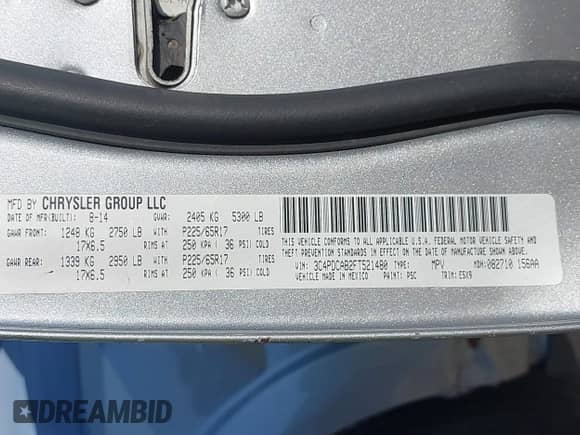 MFD BY CHRYSLER GROUP LLC
DATE OF MFR(BUILT): 8-14 GVWR: 2405 KG 5300 LB
GAWR FRONT: 1248 KG 2750 LB WITH P225/65R17 TIRES
17X6.5 RIMS AT 250 KPA ( 36 PSI) COLD
GAWR REAR: 1339 KG 2950 LB WITH P225/65R17 TIRES
17X6.5 RIMS AT 250 KPA ( 36 PSI) COLD
THIS VEHICLE CONFORMS TO ALL APPLICABLE U.S.A. FEDERAL MOTOR VEHICLE SAFETY AND
THEFT PREVENTION STANDARDS IN EFFECT ON THE DATE OF MANUFACTURE SHOWN ABOVE.
VIN: 3C4PDCAB2FT521480 TYPE: MPV MDH: 082710 156AA
VEHICLE MADE IN MEXICO PAINT: PSC TRIM: E5X9
DREAMBID